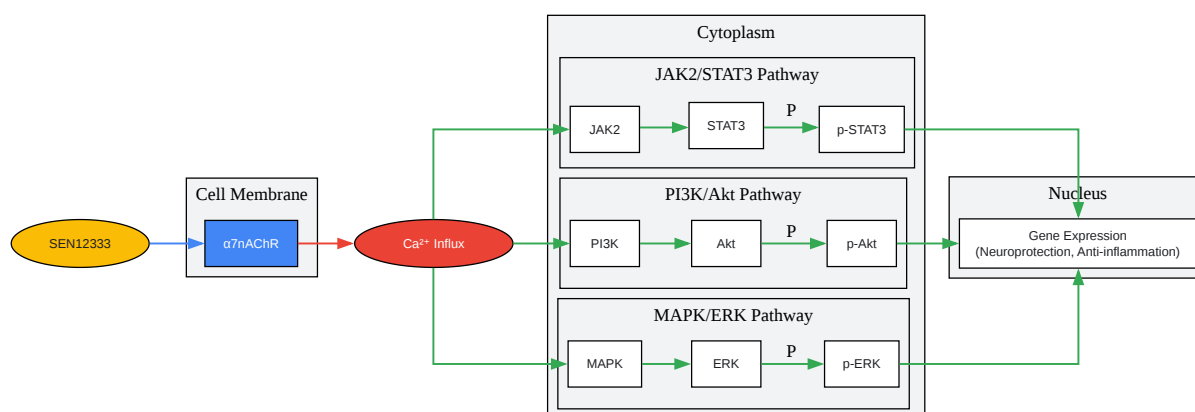 Cytoplasm
JAK2/STAT3 Pathway
JAK2
STAT3
P
p-STAT3
Cell Membrane
SEN12333
α7nAChR
Ca²⁺ Influx
PI3K/Akt Pathway
PI3K
Akt
P
p-Akt
Nucleus
Gene Expression
(Neuroprotection, Anti-inflammation)
MAPK/ERK Pathway
MAPK
ERK
P
p-ERK